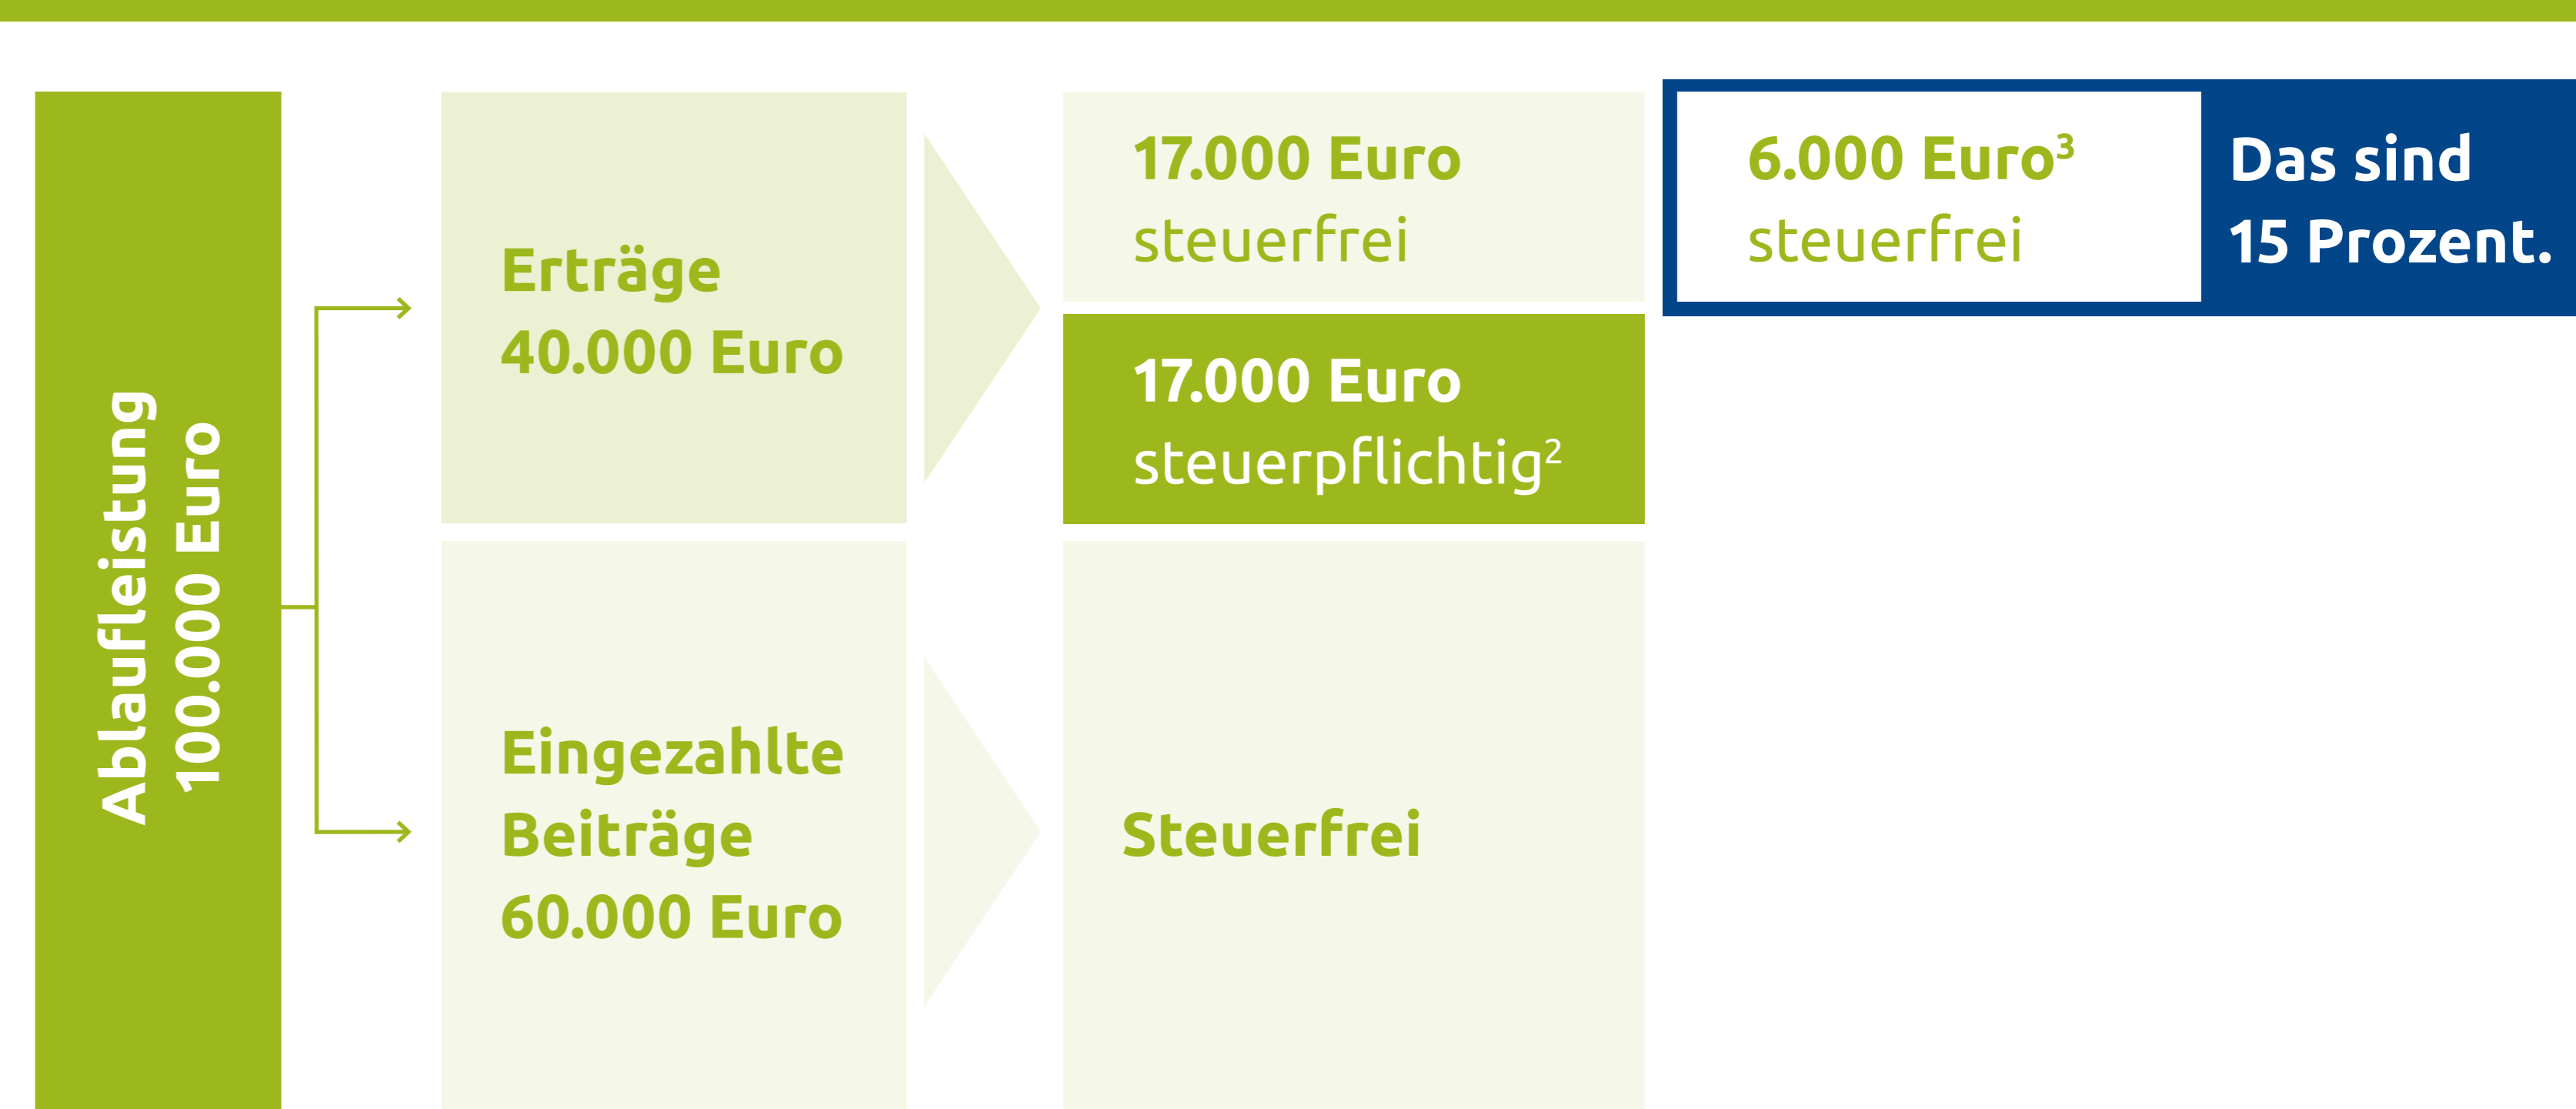 Ablaufleistung
100.000 Euro
Erträge
40.000 Euro
17.000 Euro
steuerfrei
6.000 Euro³
steuerfrei
Das sind
15 Prozent.
17.000 Euro
steuerpflichtig²
Eingezahlte
Beiträge
60.000 Euro
Steuerfrei